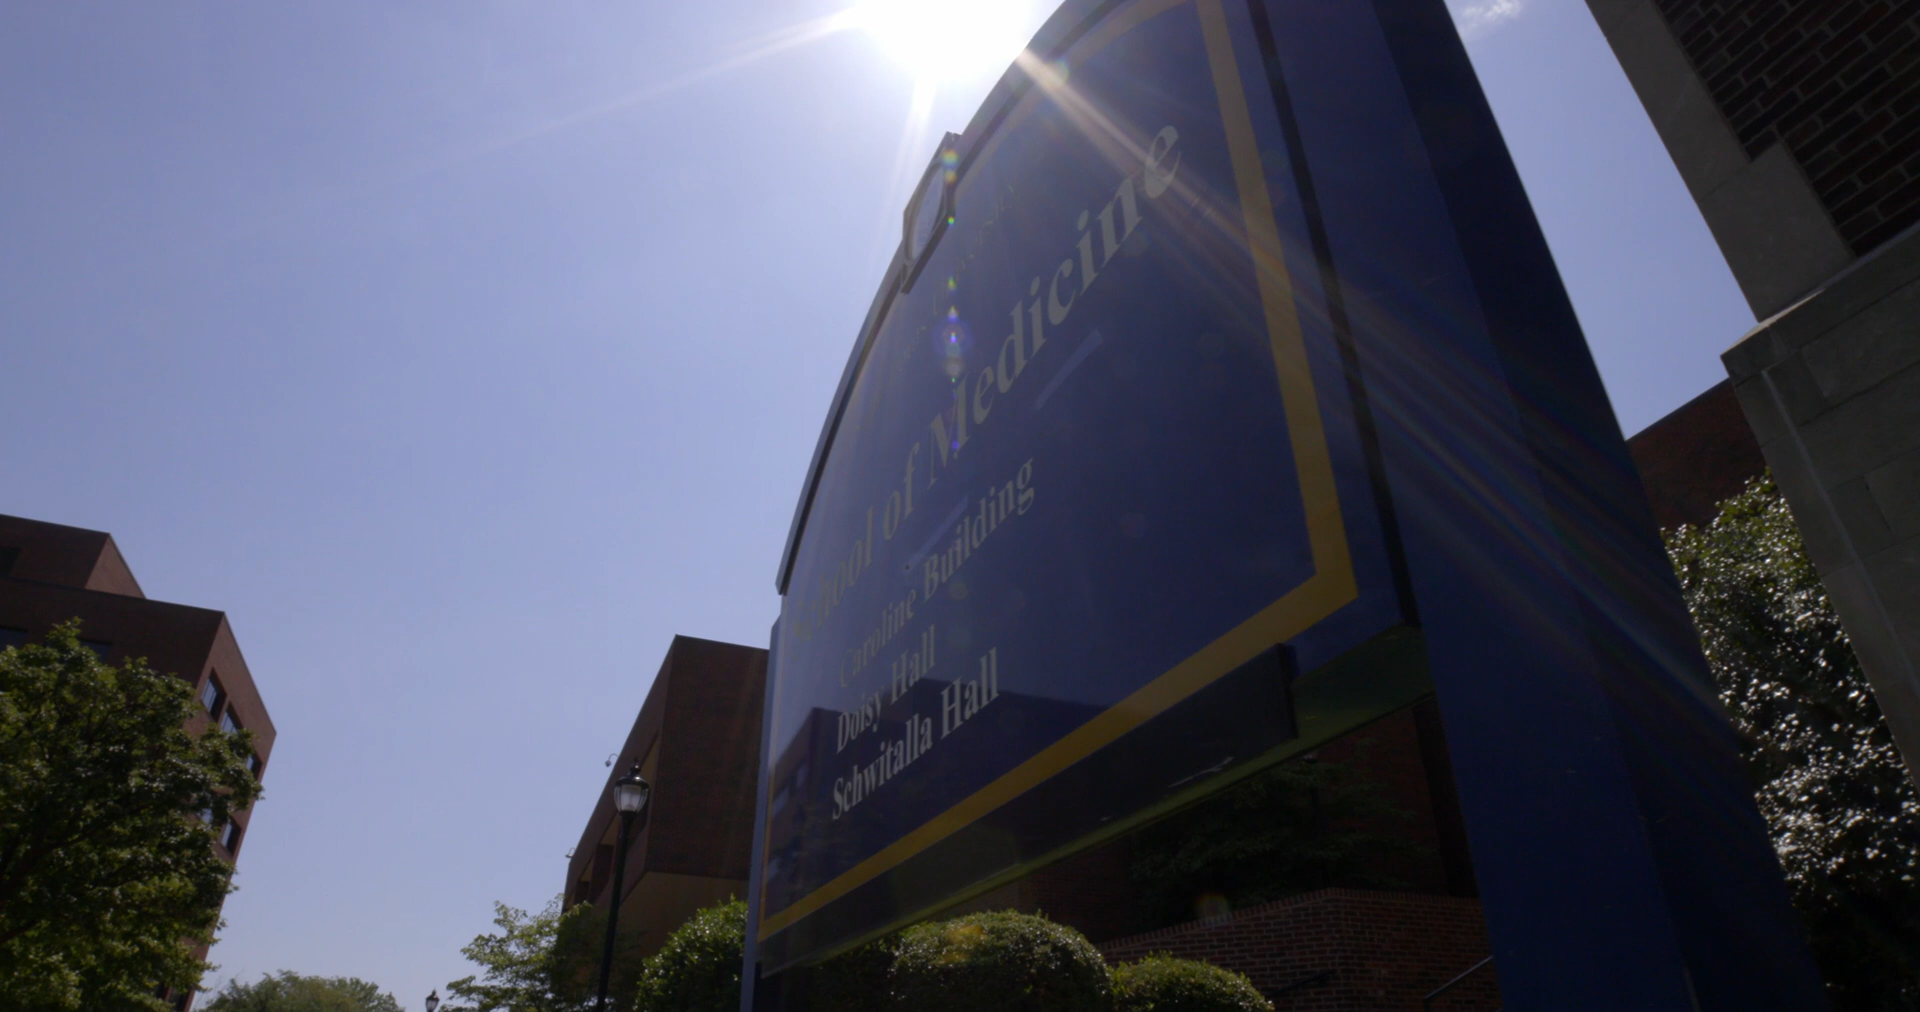 School of Medicine
Caroline Building
Doisy Hall
Schwitalla Hall